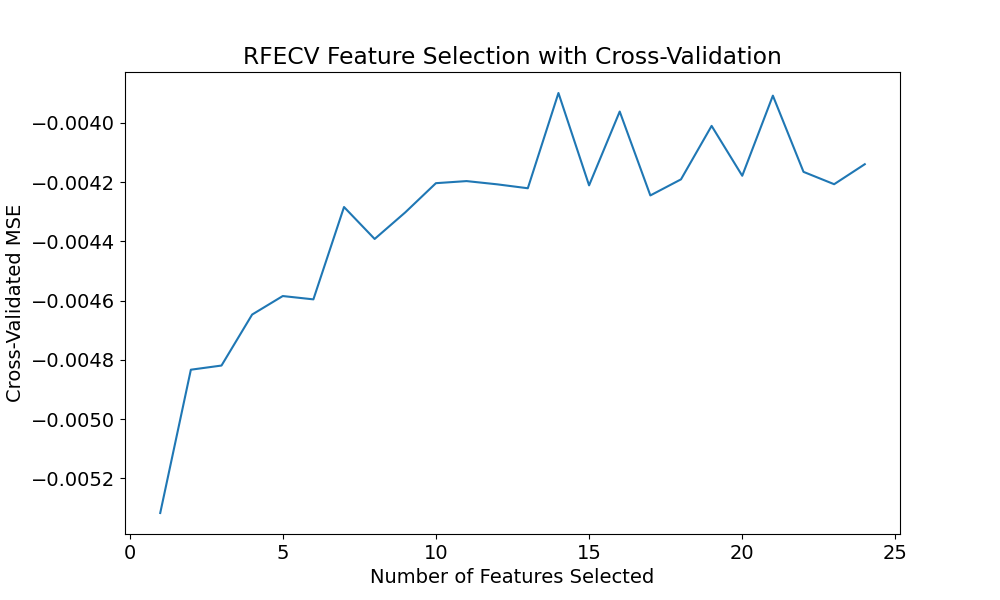 RFECV Feature Selection with Cross-Validation
Cross-Validated MSE
−0.0040
−0.0042
−0.0044
−0.0046
−0.0048
−0.0050
−0.0052
0 5 10 15 20 25
Number of Features Selected